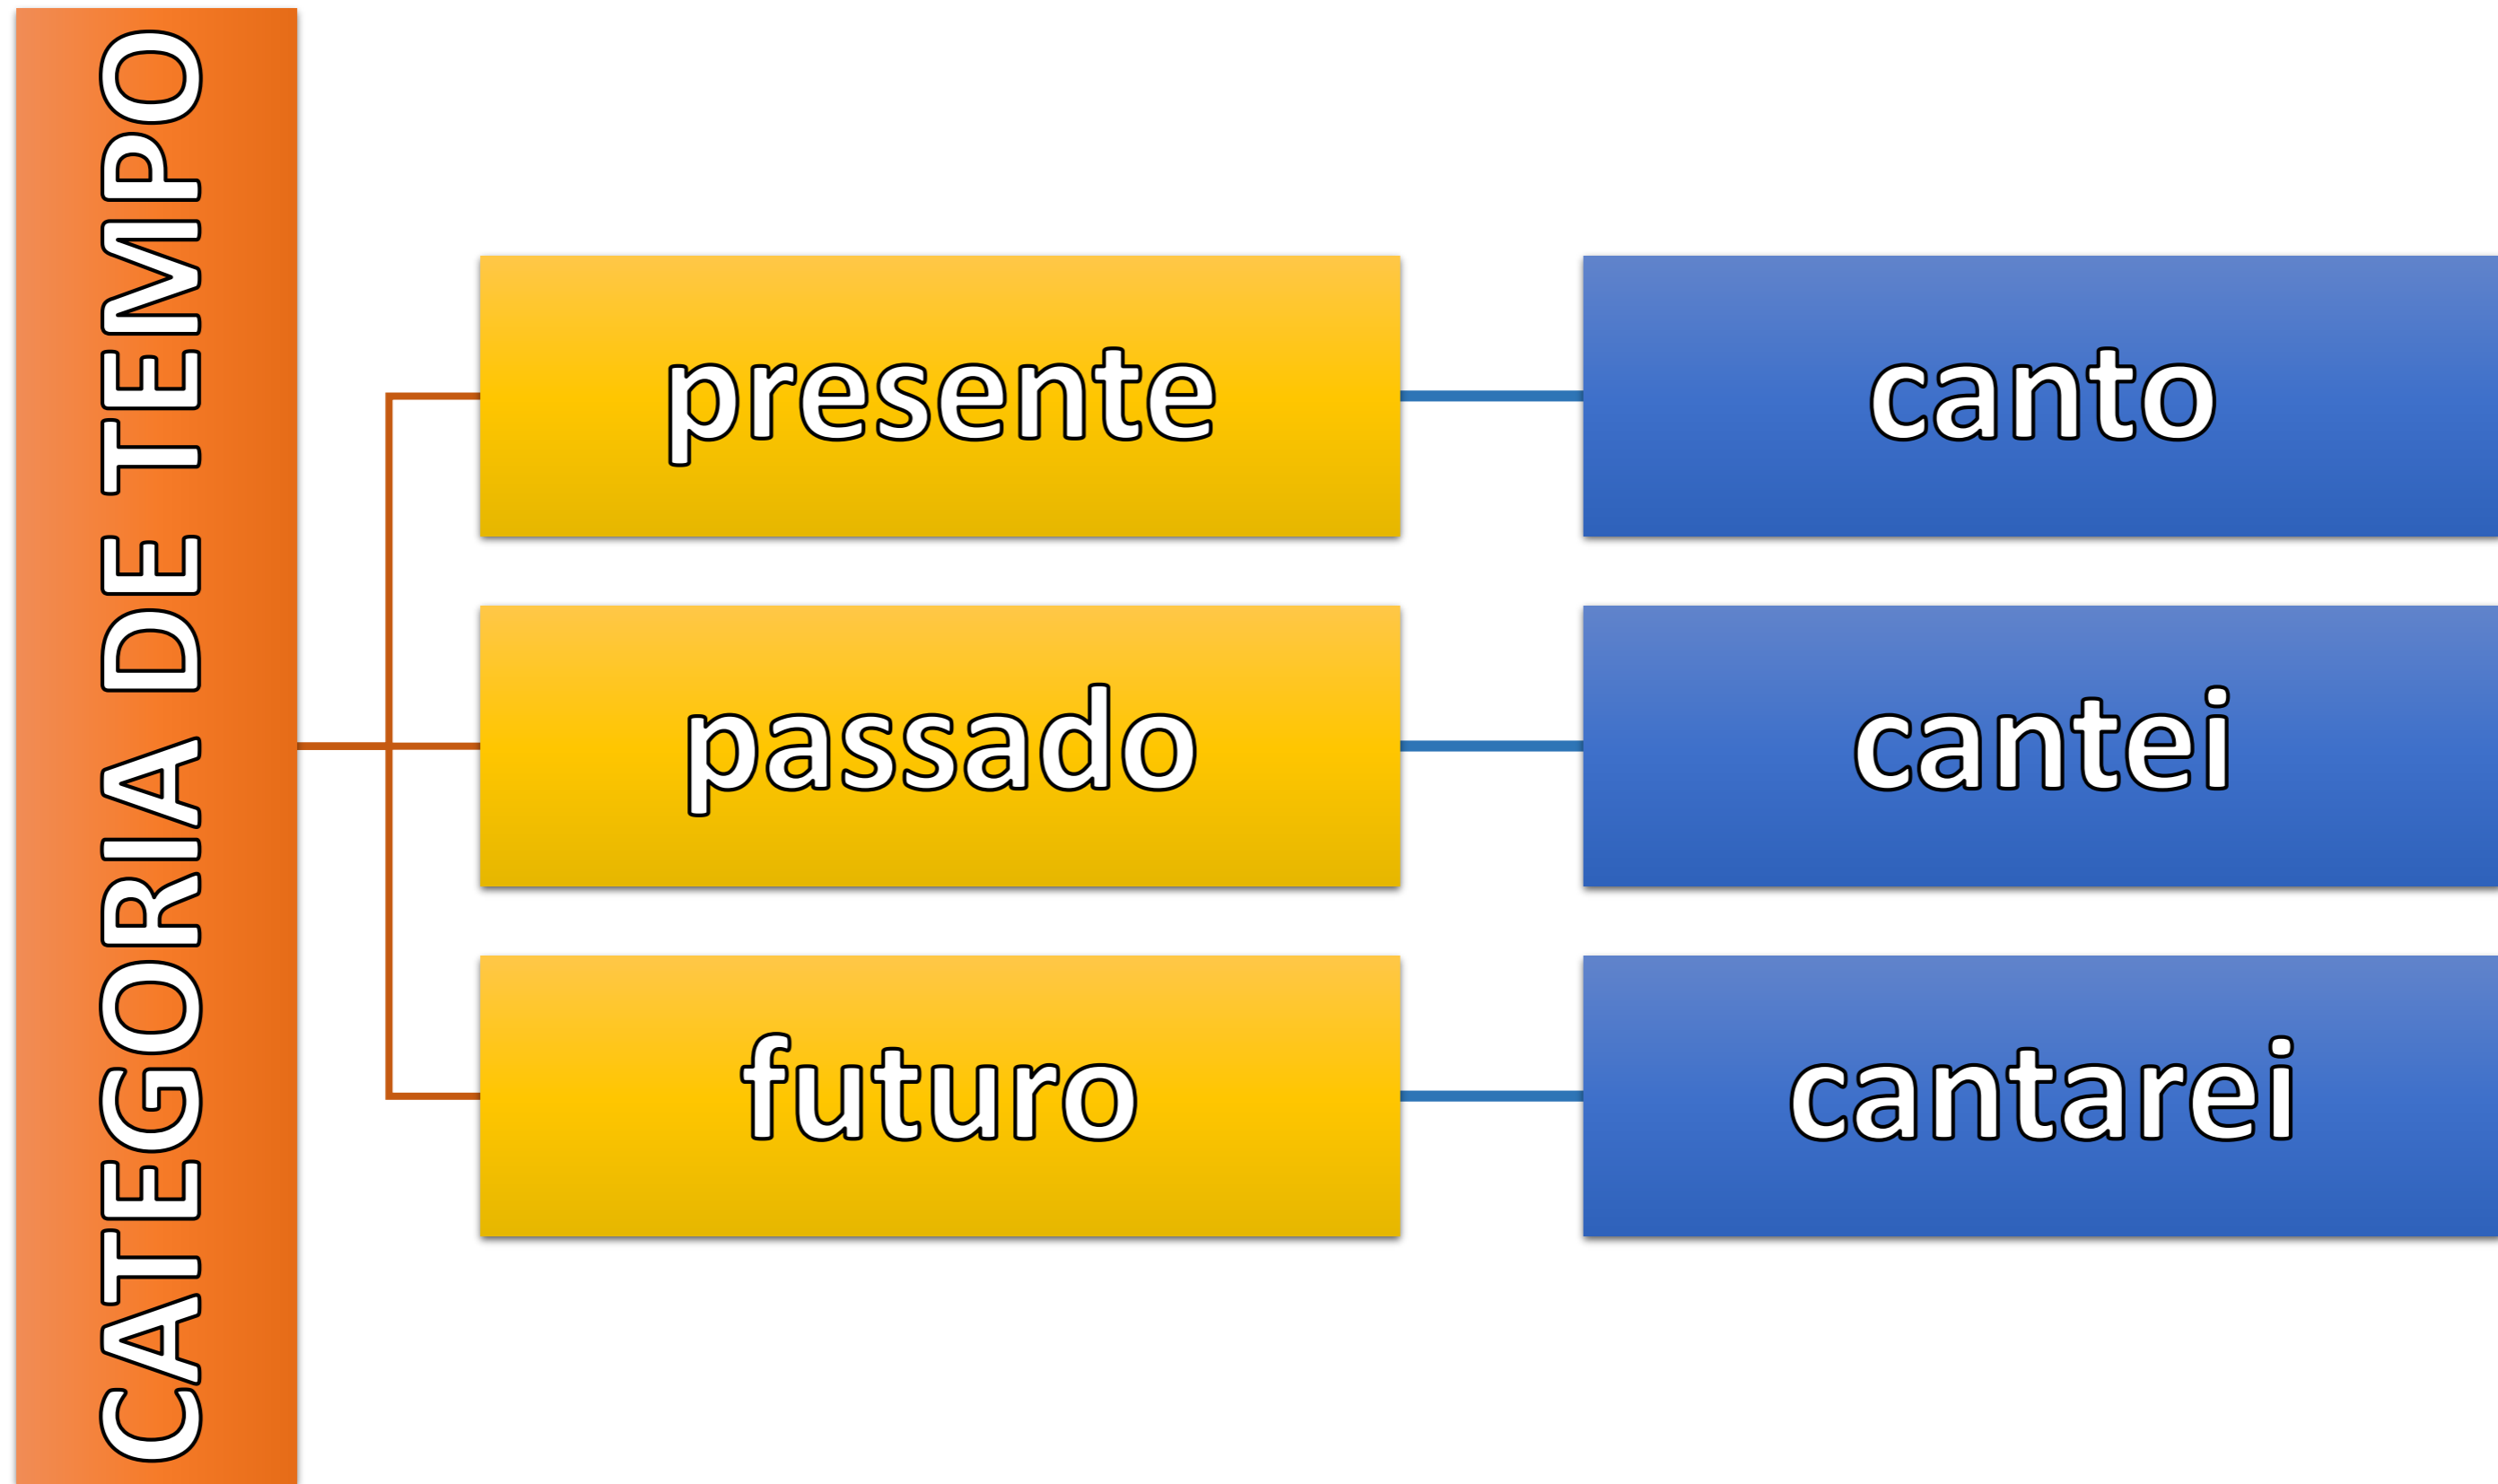 CATEGORIA DE TEMPO
presente
canto
passado
cantei
futuro
cantarei